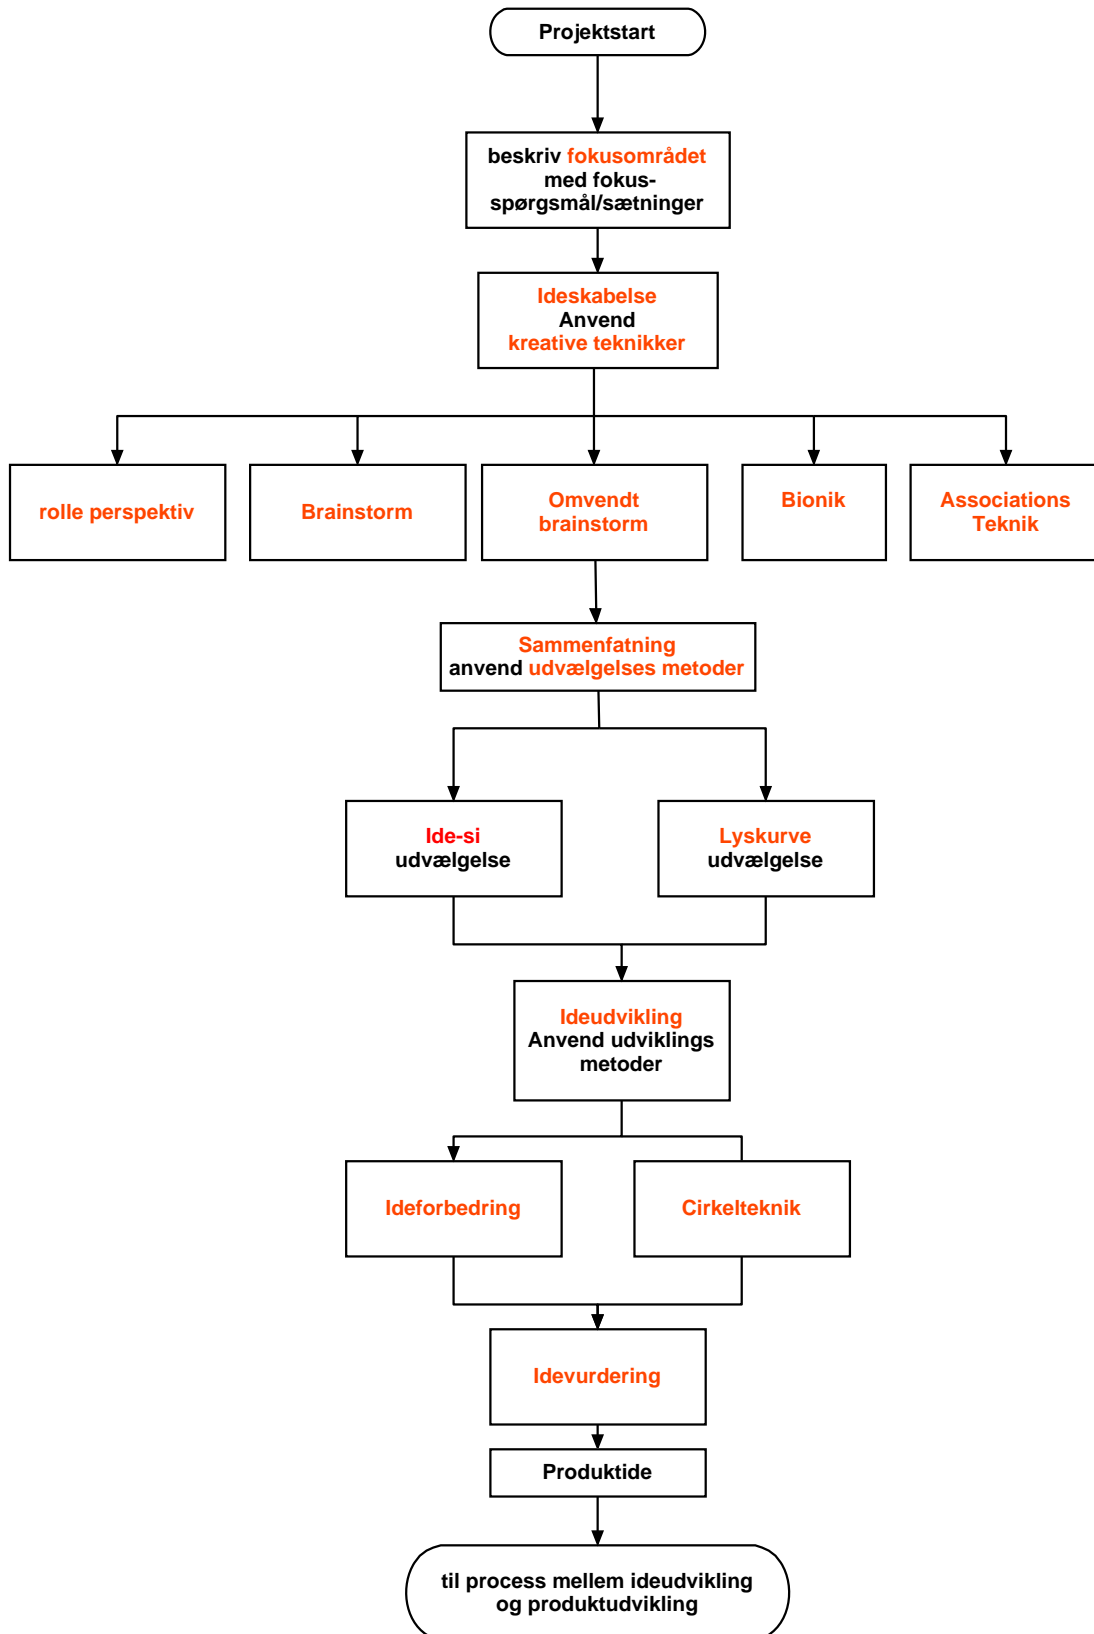 Projektstart
beskriv fokusområdet
med fokus-
spørgsmål/sætninger
Ideskabelse
Anvend
kreative teknikker
rolle perspektiv
Brainstorm
Omvendt
brainstorm
Bionik
Associations
Teknik
Sammenfatning
anvend udvælgelses metoder
Ide-si
udvælgelse
Lyskurve
udvælgelse
Ideudvikling
Anvend udviklings
metoder
Ideforbedring
Cirkelteknik
Idevurdering
Produktide
til process mellem ideudvikling
og produktudvikling